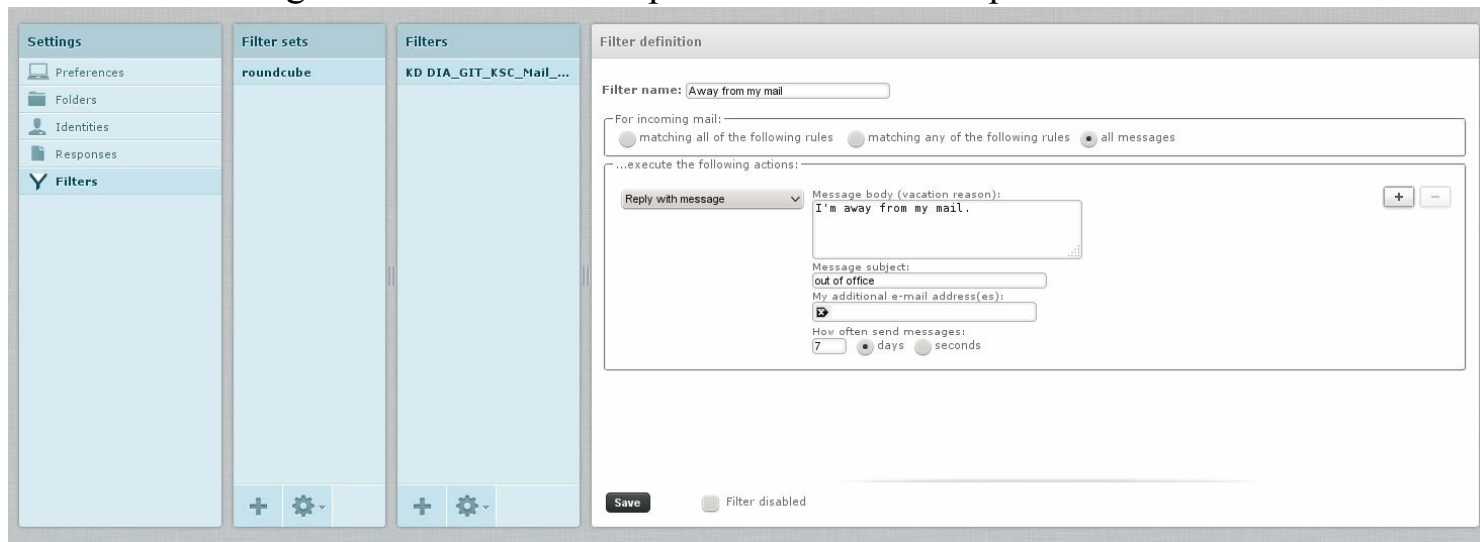 Settings
Preferences
Folders
Identities
Responses
Filters
Filter sets
roundcube
Filters
KD DIA_GIT_KSC_Mail_...
Filter definition
Filter name: Away from my mail
For incoming mail:
matching all of the following rules matching any of the following rules all messages
...execute the following actions:
Reply with message
Message body (vacation reason):
I'm away from my mail.
Message subject:
out of office
My additional e-mail address(es):
How often send messages:
7 days seconds
Save Filter disabled